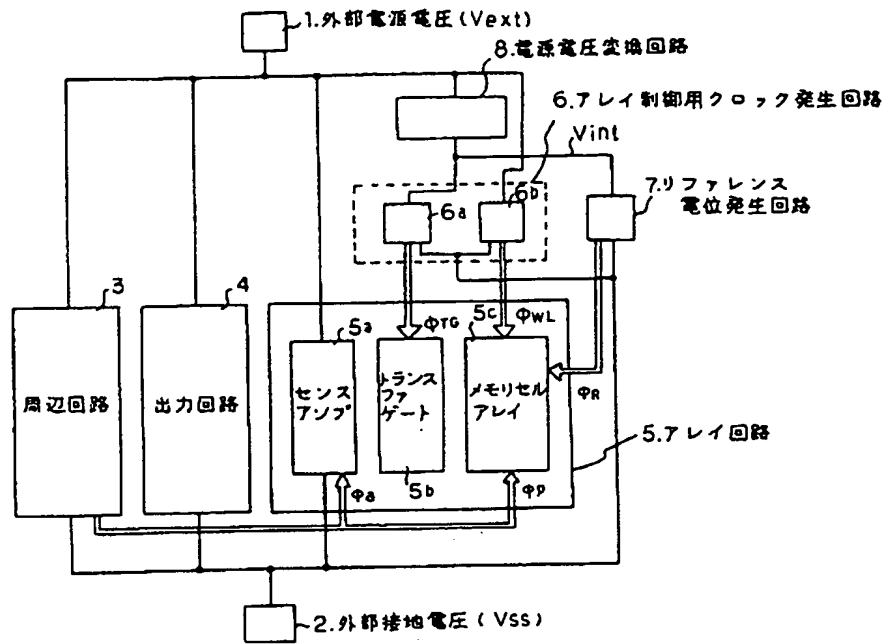 1.外部電源電圧(Vext)
8.電源電圧変換回路
6.アレイ制御用クロック発生回路
Vint
6a
6b
7.リファレンス
電位発生回路
3
4
5a
ΦTG
5c
ΦWL
周辺回路
出力回路
センス
アンプ
トランス
ファ
ゲート
メモリセル
アレイ
ΦR
5.アレイ回路
Φa
5b
ΦP
2.外部接地電圧(VSS)